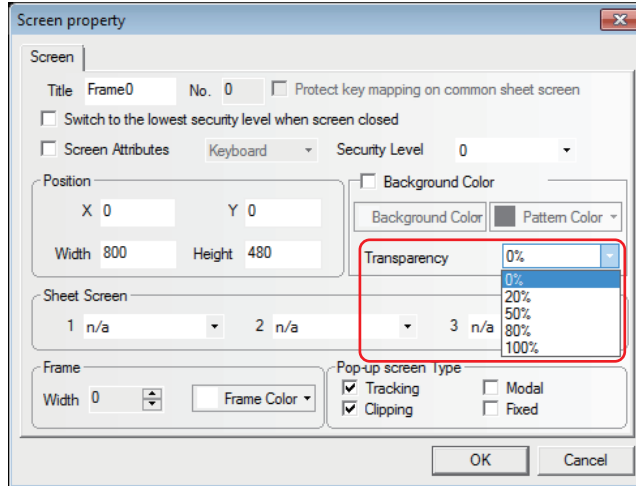 Screen property
Screen
Title Frame0 No. 0 Protect key mapping on common sheet screen
Switch to the lowest security level when screen closed
Screen Attributes Keyboard Security Level 0
Position Background Color
X 0 Y 0 Background Color Pattern Color
Width 800 Height 480 Transparency 0%
0%
20%
50%
80%
100%
Sheet Screen
1 n/a 2 n/a 3 n/a
Frame Pop-up screen Type
Width 0 Frame Color Tracking Modal
Clipping Fixed
OK Cancel